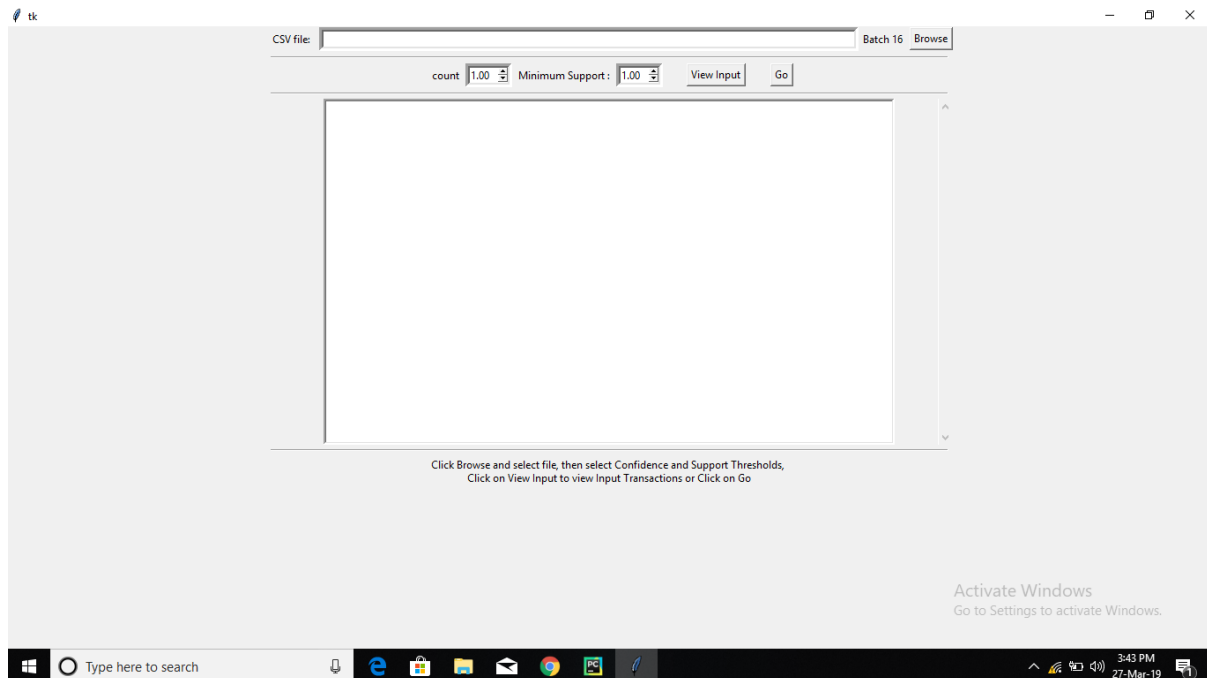 tk
CSV file: Batch 16 Browse
count 1.00 Minimum Support : 1.00 View Input Go
Click Browse and select file, then select Confidence and Support Thresholds,
Click on View Input to view Input Transactions or Click on Go
Activate Windows
Go to Settings to activate Windows.
Type here to search
PC
3:43 PM
27-Mar-19
1